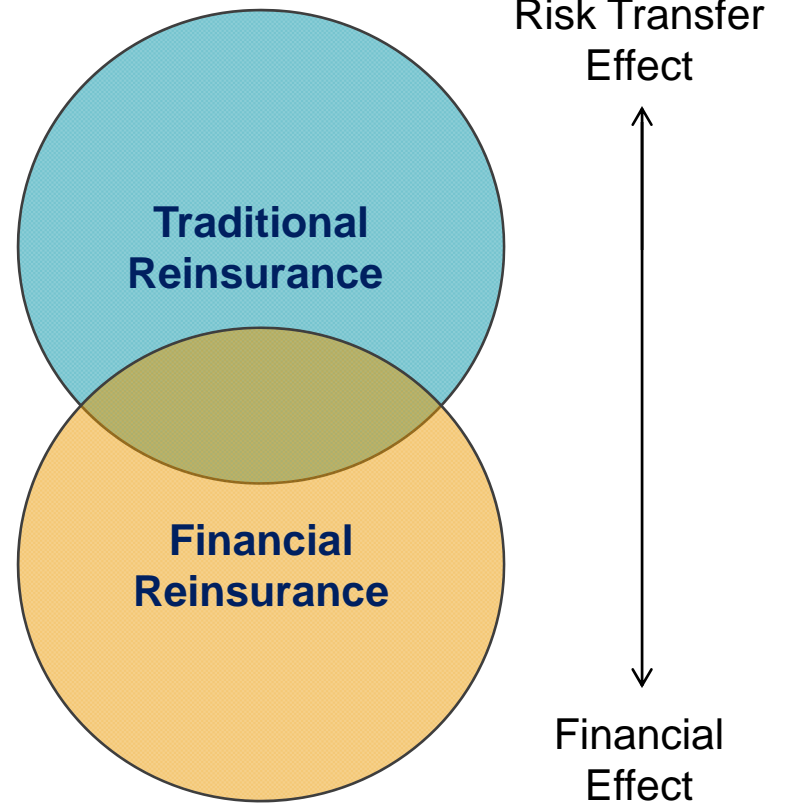 Risk Transfer
Effect
Traditional
Reinsurance
Financial
Reinsurance
Financial
Effect